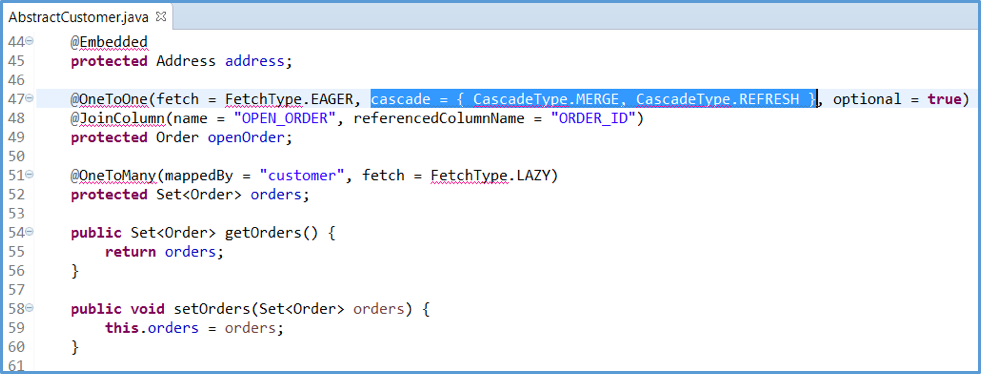 AbstractCustomer.java
44 @Embedded
45 protected Address address;
46
47 @OneToOne(fetch = FetchType.EAGER, cascade = { CascadeType.MERGE, CascadeType.REFRESH }, optional = true)
48 @JoinColumn(name = "OPEN_ORDER", referencedColumnName = "ORDER_ID")
49 protected Order openOrder;
50
51 @OneToMany(mappedBy = "customer", fetch = FetchType.LAZY)
52 protected Set<Order> orders;
53
54 public Set<Order> getOrders() {
55 return orders;
56 }
57
58 public void setOrders(Set<Order> orders) {
59 this.orders = orders;
60 }
61